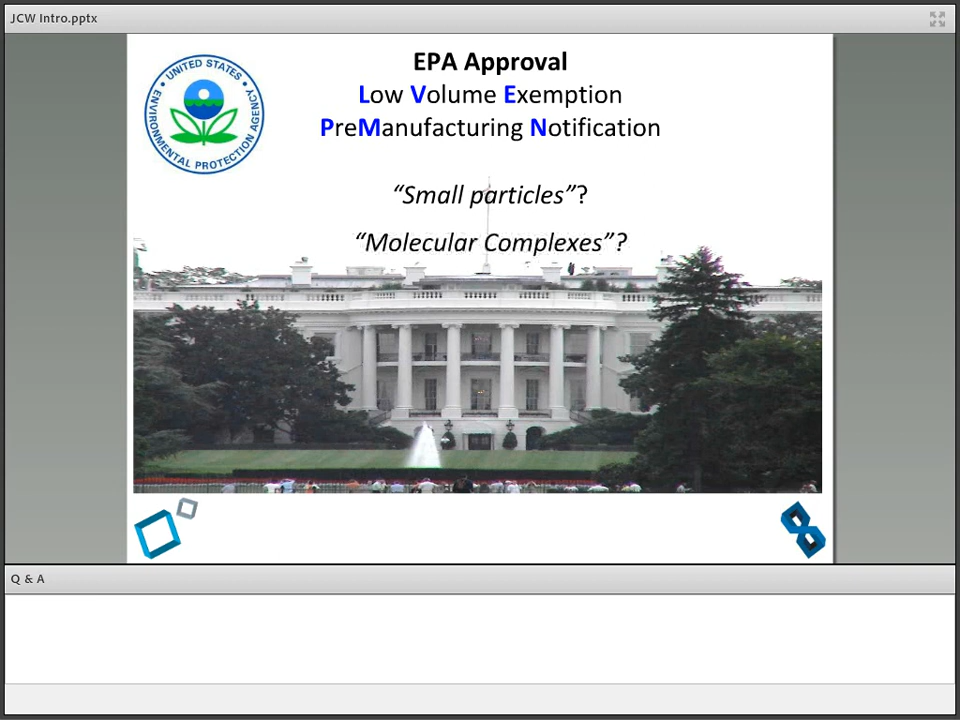 JCW Intro.pptx
UNITED STATES
ENVIRONMENTAL PROTECTION AGENCY
EPA Approval
Low Volume Exemption
PreManufacturing Notification
“Small particles”?
“Molecular Complexes”?
Q & A